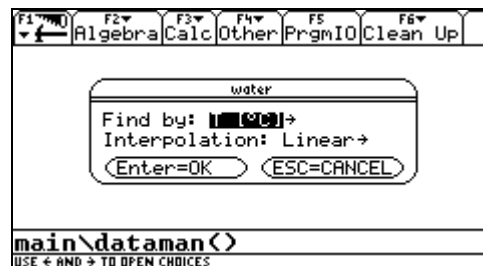 F1▼ F2▼ Algebra F3▼ Calc F4▼ Other F5 PrgmIO F6▼ Clean Up
water
Find by: T [°C]→
Interpolation: Linear→
Enter=OK ESC=CANCEL
main\dataman()
USE ← AND → TO OPEN CHOICES